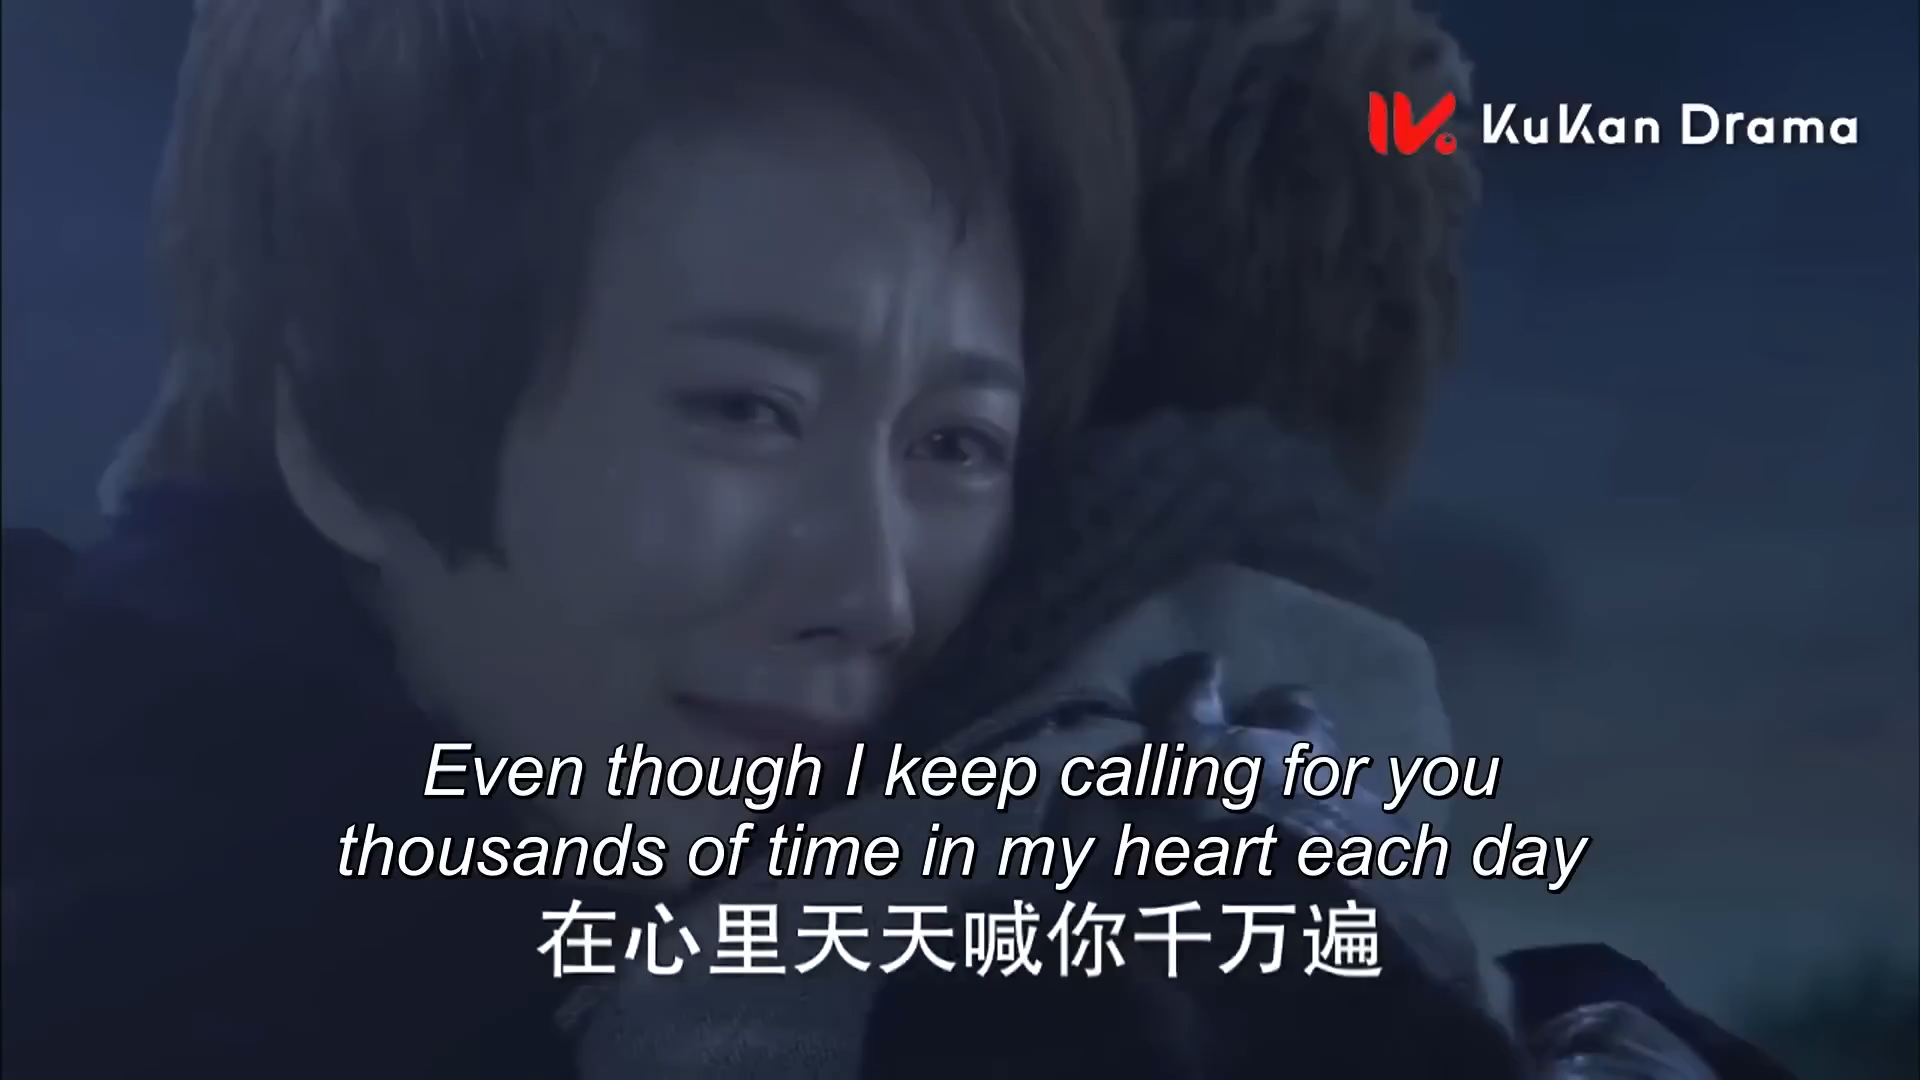 KuKan Drama
Even though I keep calling for you
thousands of time in my heart each day
在心里天天喊你千万遍